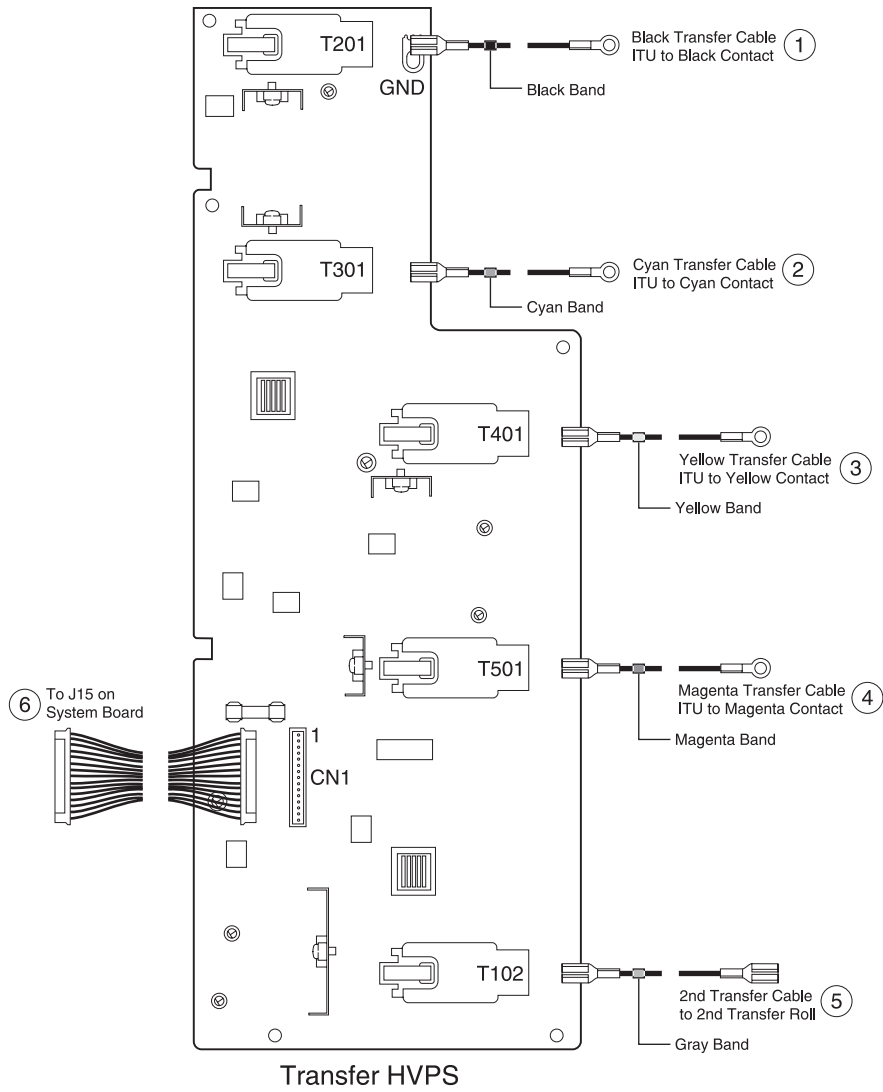 T201
GND
Black Transfer Cable
ITU to Black Contact
1
Black Band
T301
Cyan Transfer Cable
ITU to Cyan Contact
2
Cyan Band
T401
Yellow Transfer Cable
ITU to Yellow Contact
3
Yellow Band
T501
Magenta Transfer Cable
ITU to Magenta Contact
4
Magenta Band
6
To J15 on
System Board
1
CN1
T102
2nd Transfer Cable
to 2nd Transfer Roll
5
Gray Band
Transfer HVPS